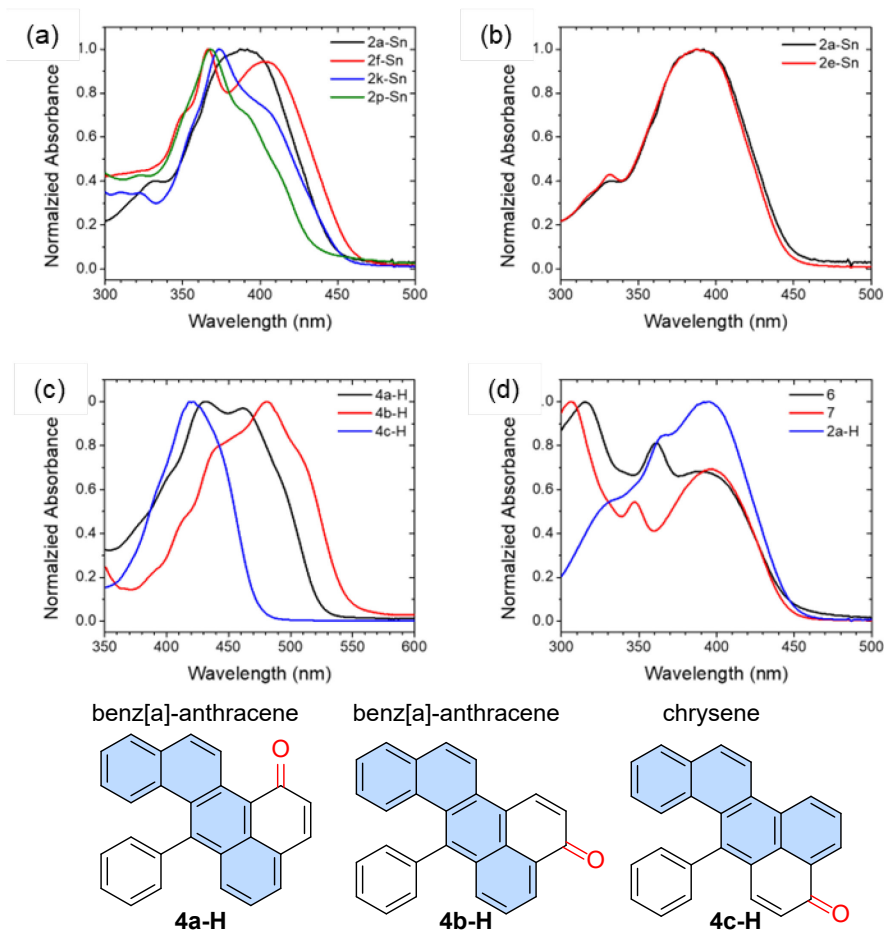 (a)
Normalzied Absorbance
1.0
0.8
0.6
0.4
0.2
0.0
2a-Sn
2f-Sn
2k-Sn
2p-Sn
300 350 400 450 500
Wavelength (nm)
(b)
Normalzied Absorbance
1.0
0.8
0.6
0.4
0.2
0.0
2a-Sn
2e-Sn
300 350 400 450 500
Wavelength (nm)
(c)
Normalzied Absorbance
1.0
0.8
0.6
0.4
0.2
0.0
4a-H
4b-H
4c-H
350 400 450 500 550 600
Wavelength (nm)
(d)
Normalzied Absorbance
1.0
0.8
0.6
0.4
0.2
0.0
6
7
2a-H
300 350 400 450 500
Wavelength (nm)
benz[a]-anthracene
O
4a-H
benz[a]-anthracene
O
4b-H
chrysene
O
4c-H